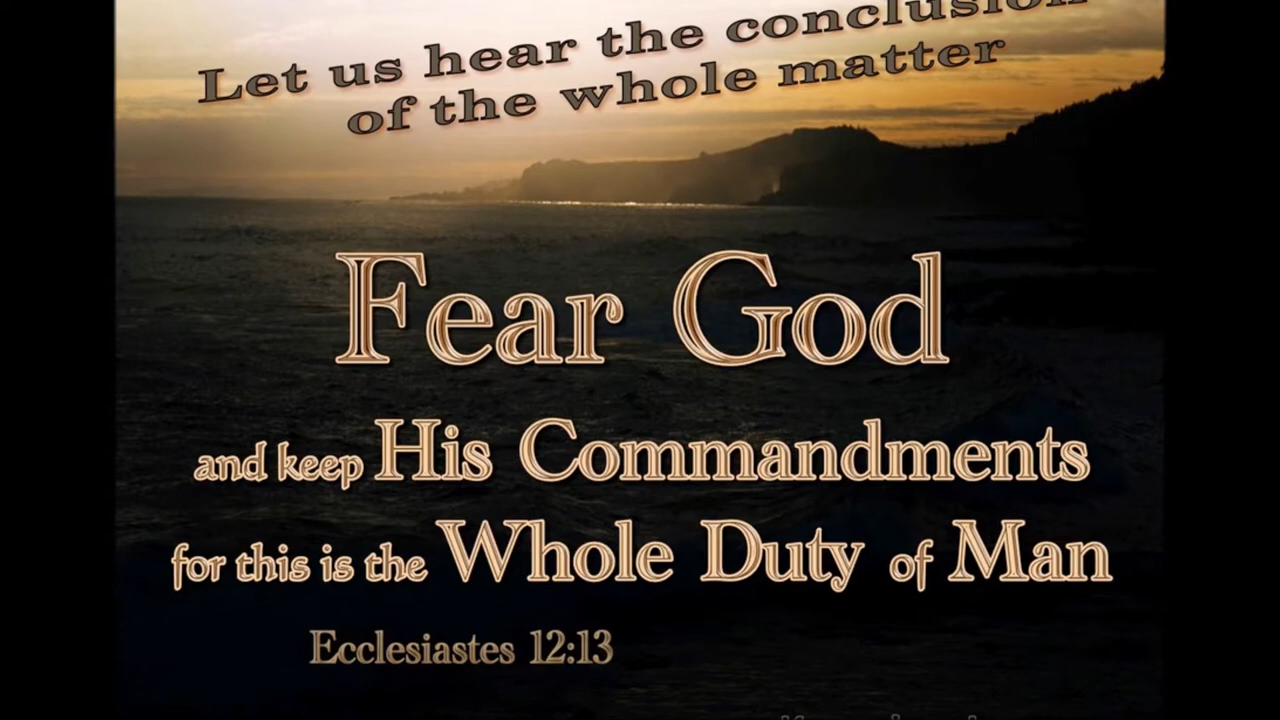 Let us hear the conclusion
of the whole matter
Fear God
and keep His Commandments
for this is the Whole Duty of Man
Ecclesiastes 12:13